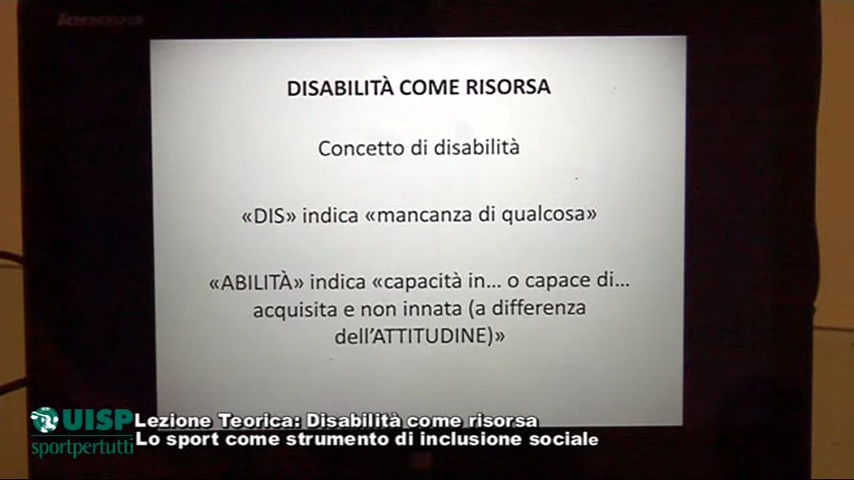 lenovo
DISABILITÀ COME RISORSA
Concetto di disabilità
«DIS» indica «mancanza di qualcosa»
«ABILITÀ» indica «capacità in... o capace di...
acquisita e non innata (a differenza
dell'ATTITUDINE)»
UISP
sportpertutti
Lezione Teorica: Disabilità come risorsa
Lo sport come strumento di inclusione sociale